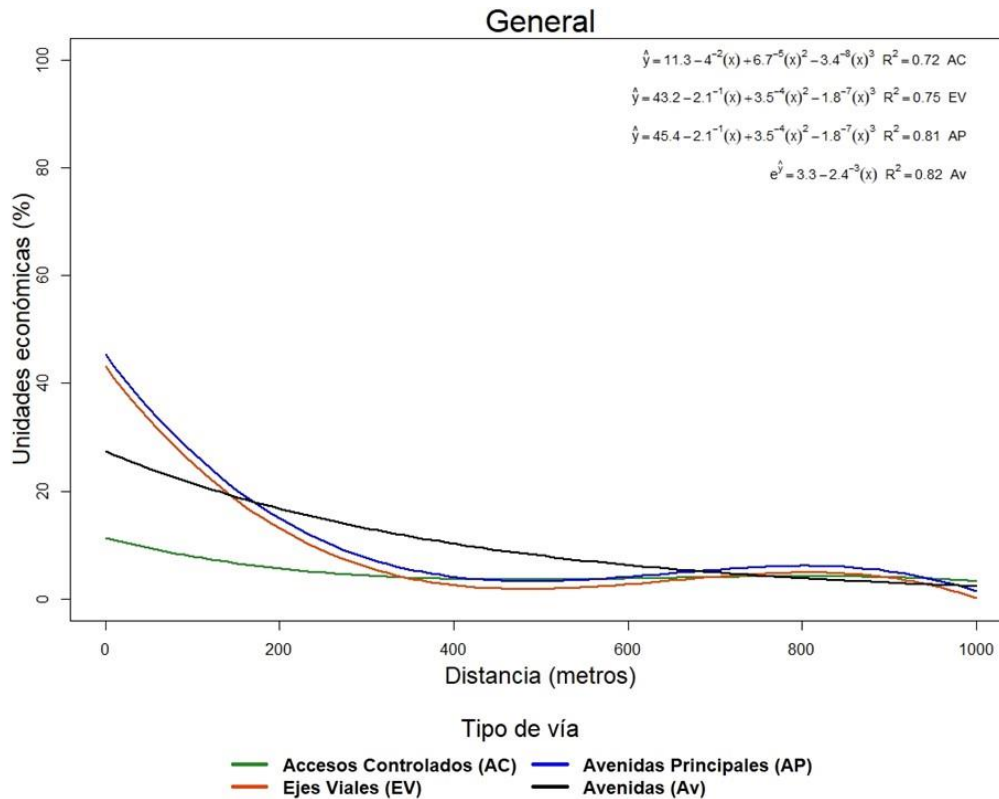 General
ŷ = 11.3 − 4⁻²(x) + 6.7⁻⁵(x)² − 3.4⁻⁸(x)³ R² = 0.72 AC
ŷ = 43.2 − 2.1⁻¹(x) + 3.5⁻⁴(x)² − 1.8⁻⁷(x)³ R² = 0.75 EV
ŷ = 45.4 − 2.1⁻¹(x) + 3.5⁻⁴(x)² − 1.8⁻⁷(x)³ R² = 0.81 AP
e^ŷ = 3.3 − 2.4⁻³(x) R² = 0.82 Av
Unidades económicas (%)
100
80
60
40
20
0
0 200 400 600 800 1000
Distancia (metros)
Tipo de vía
Accesos Controlados (AC) Avenidas Principales (AP)
Ejes Viales (EV) Avenidas (Av)